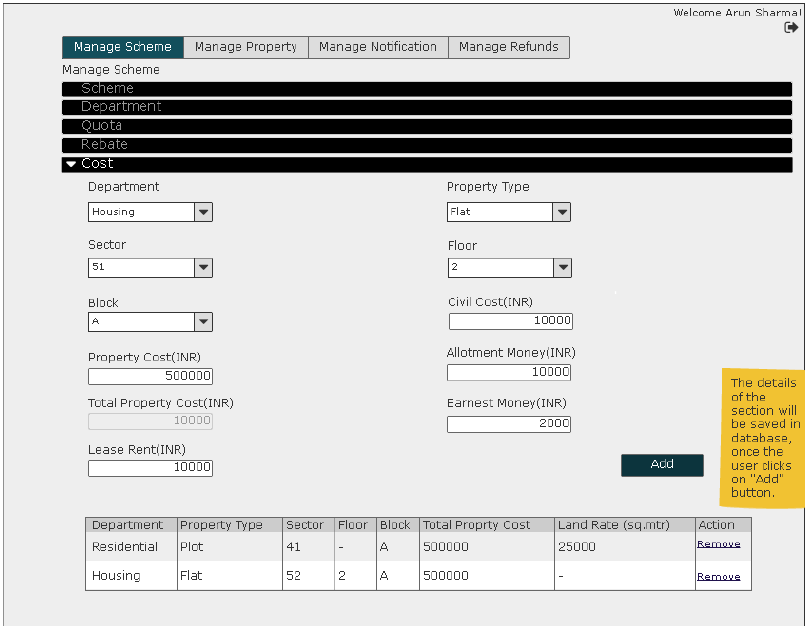 Welcome Arun Sharma!
Manage Scheme Manage Property Manage Notification Manage Refunds
Manage Scheme
Scheme
Department
Quota
Rebate
Cost
Department Property Type
Housing Flat
Sector Floor
51 2
Block Civil Cost(INR)
A 10000
Property Cost(INR) Allotment Money(INR)
500000 10000
Total Property Cost(INR) Earnest Money(INR)
10000 2000
Lease Rent(INR)
10000
Add
The details
of the
section will
be saved in
database,
once the
user clicks
on "Add"
button.
Department Property Type Sector Floor Block Total Proprty Cost Land Rate (sq.mtr) Action
Residential Plot 41 - A 500000 25000 Remove
Housing Flat 52 2 A 500000 - Remove